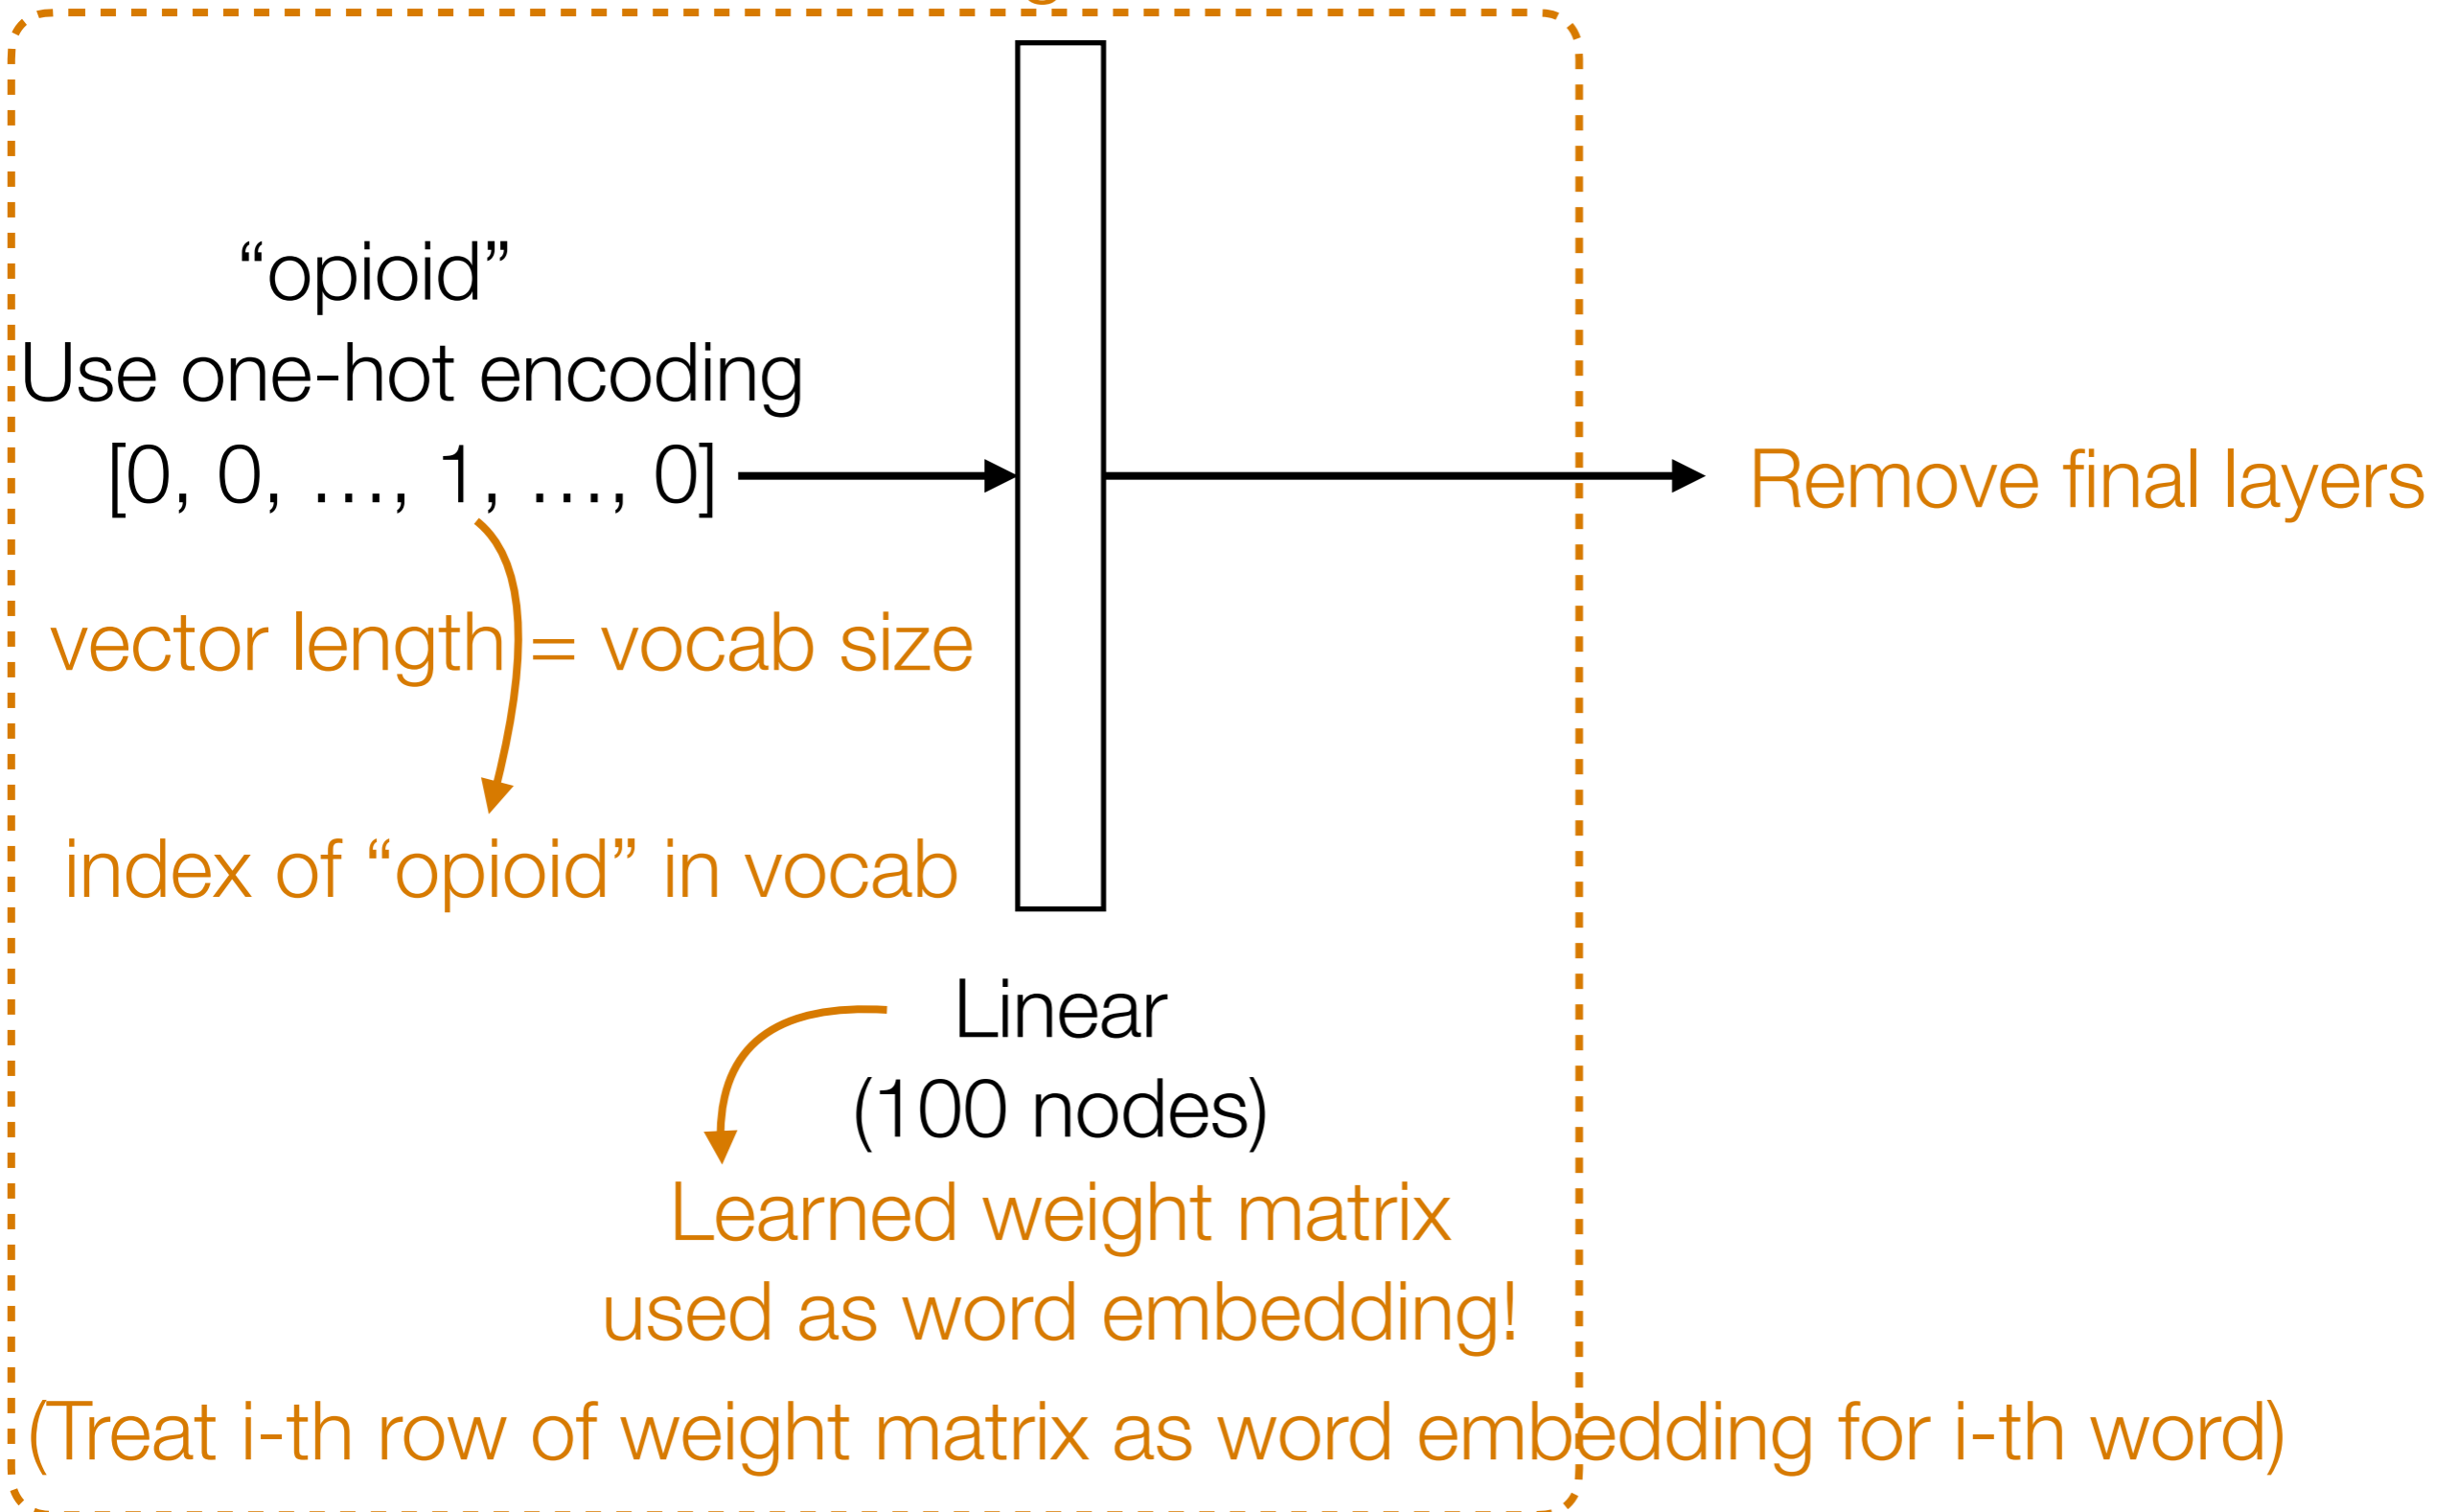 “opioid”
Use one-hot encoding
[0, 0, ..., 1, ..., 0]
Remove final layers
vector length = vocab size
index of “opioid” in vocab
Linear
(100 nodes)
Learned weight matrix
used as word embedding!
(Treat i-th row of weight matrix as word embedding for i-th word)